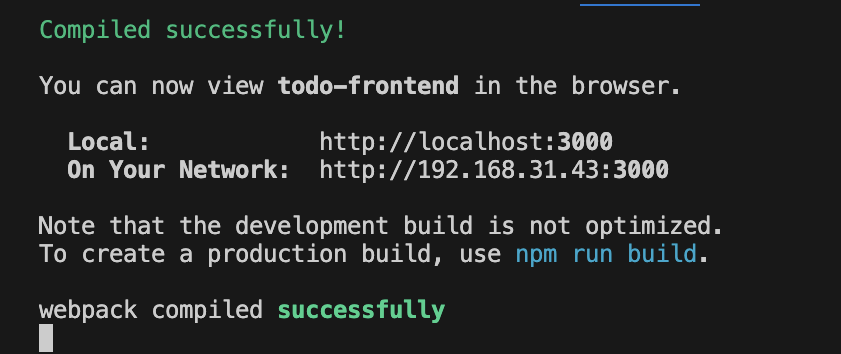 Compiled successfully!
You can now view todo-frontend in the browser.
Local: http://localhost:3000
On Your Network: http://192.168.31.43:3000
Note that the development build is not optimized.
To create a production build, use npm run build.
webpack compiled successfully